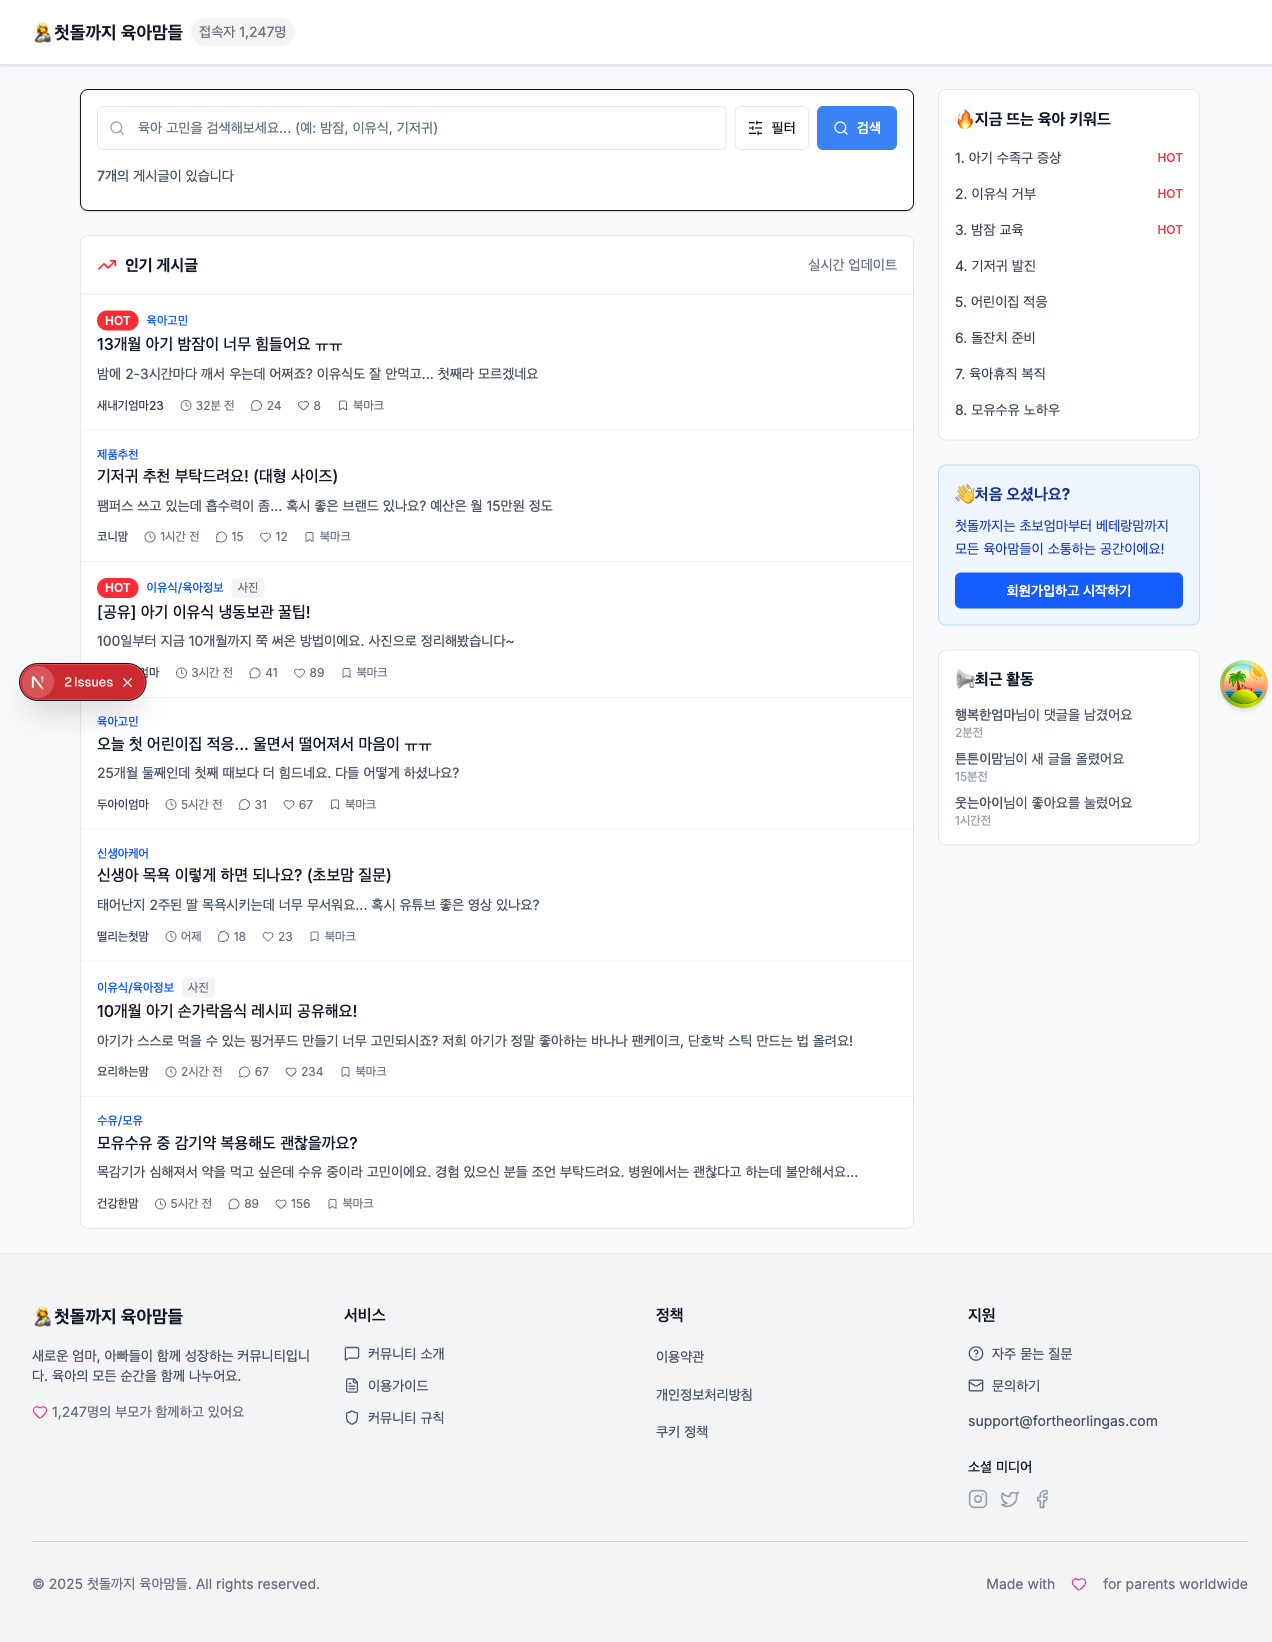 첫돌까지 육아맘들 접속자 1,247명
육아 고민을 검색해보세요... (예: 밤잠, 이유식, 기저귀) 필터 검색
7개의 게시글이 있습니다
인기 게시글 실시간 업데이트
HOT 육아고민
13개월 아기 밤잠이 너무 힘들어요 ㅠㅠ
밤에 2-3시간마다 깨서 우는데 어쩌죠? 이유식도 잘 안먹고... 첫째라 모르겠네요
새내기엄마23 32분 전 24 8 북마크
제품추천
기저귀 추천 부탁드려요! (대형 사이즈)
팸퍼스 쓰고 있는데 흡수력이 좀... 혹시 좋은 브랜드 있나요? 예산은 월 15만원 정도
코니맘 1시간 전 15 12 북마크
HOT 이유식/육아정보 사진
[공유] 아기 이유식 냉동보관 꿀팁!
100일부터 지금 10개월까지 쭉 써온 방법이에요. 사진으로 정리해봤습니다~
3시간 전 41 89 북마크
2 Issues
육아고민
오늘 첫 어린이집 적응... 울면서 떨어져서 마음이 ㅠㅠ
25개월 둘째인데 첫째 때보다 더 힘드네요. 다들 어떻게 하셨나요?
두아이엄마 5시간 전 31 67 북마크
신생아케어
신생아 목욕 이렇게 하면 되나요? (초보맘 질문)
태어난지 2주된 딸 목욕시키는데 너무 무서워요... 혹시 유튜브 좋은 영상 있나요?
떨리는첫맘 어제 18 23 북마크
이유식/육아정보 사진
10개월 아기 손가락음식 레시피 공유해요!
아기가 스스로 먹을 수 있는 핑거푸드 만들기 너무 고민되시죠? 저희 아기가 정말 좋아하는 바나나 팬케이크, 단호박 스틱 만드는 법 올려요!
요리하는맘 2시간 전 67 234 북마크
수유/모유
모유수유 중 감기약 복용해도 괜찮을까요?
목감기가 심해져서 약을 먹고 싶은데 수유 중이라 고민이에요. 경험 있으신 분들 조언 부탁드려요. 병원에서는 괜찮다고 하는데 불안해서요...
건강한맘 5시간 전 89 156 북마크
지금 뜨는 육아 키워드
1. 아기 수족구 증상 HOT
2. 이유식 거부 HOT
3. 밤잠 교육 HOT
4. 기저귀 발진
5. 어린이집 적응
6. 돌잔치 준비
7. 육아휴직 복직
8. 모유수유 노하우
처음 오셨나요?
첫돌까지는 초보엄마부터 베테랑맘까지
모든 육아맘들이 소통하는 공간이에요!
회원가입하고 시작하기
최근 활동
행복한엄마님이 댓글을 남겼어요
2분전
튼튼이맘님이 새 글을 올렸어요
15분전
웃는아이님이 좋아요를 눌렀어요
1시간전
첫돌까지 육아맘들
새로운 엄마, 아빠들이 함께 성장하는 커뮤니티입니
다. 육아의 모든 순간을 함께 나누어요.
1,247명의 부모가 함께하고 있어요
서비스
커뮤니티 소개
이용가이드
커뮤니티 규칙
정책
이용약관
개인정보처리방침
쿠키 정책
지원
자주 묻는 질문
문의하기
support@fortheorlingas.com
소셜 미디어
© 2025 첫돌까지 육아맘들. All rights reserved.
Made with for parents worldwide